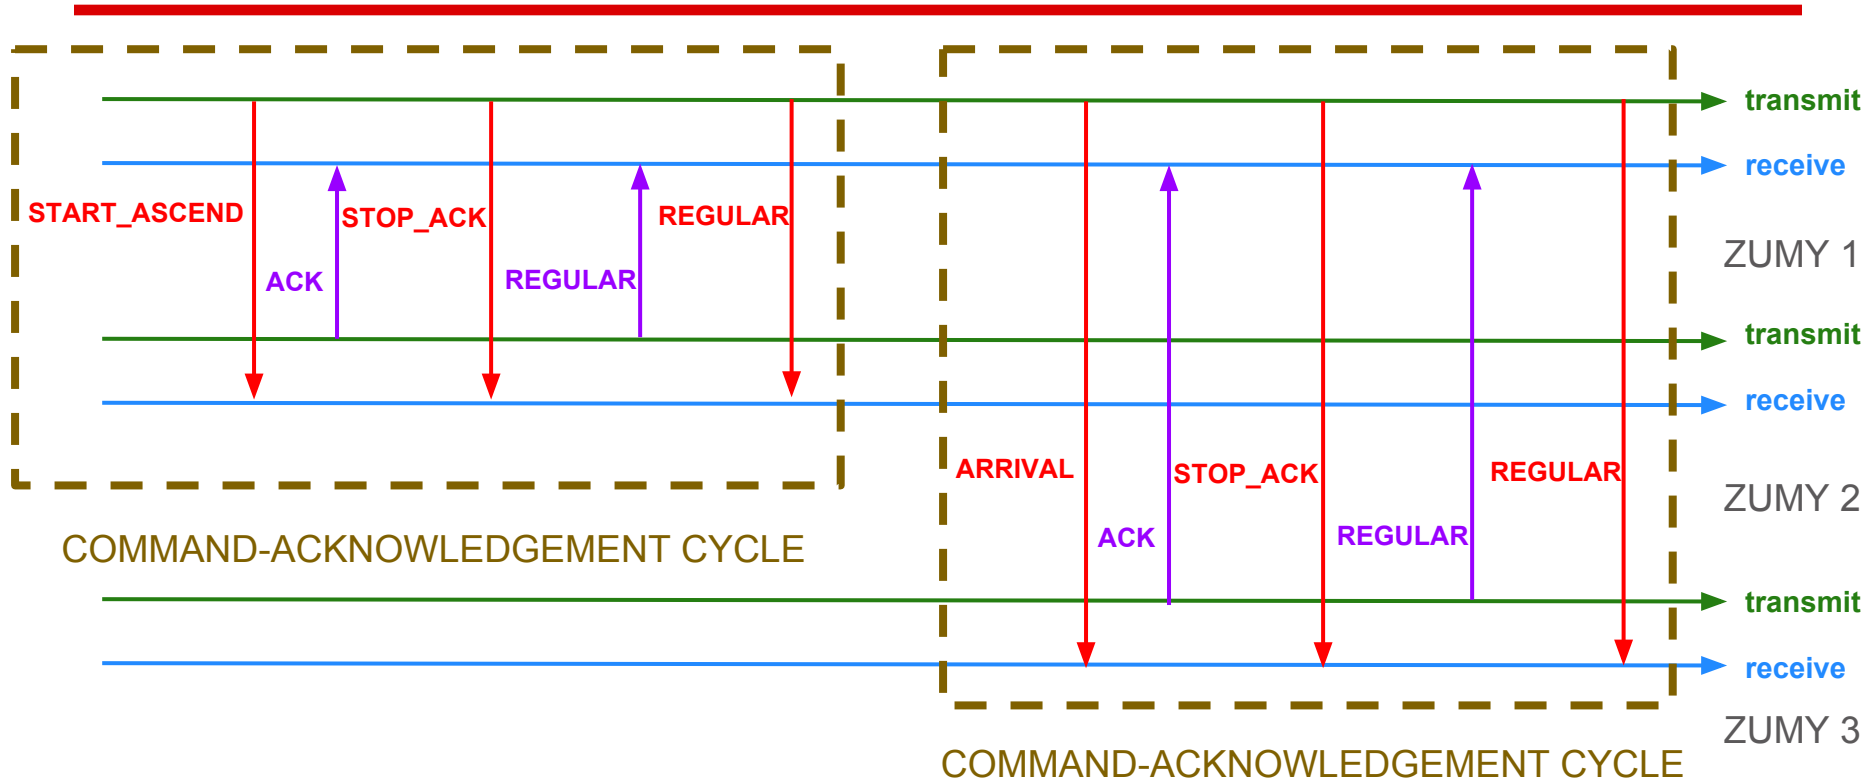 transmit
receive
START_ASCEND
STOP_ACK
REGULAR
ZUMY 1
ACK
REGULAR
transmit
receive
ARRIVAL
STOP_ACK
REGULAR
ZUMY 2
ACK
REGULAR
COMMAND-ACKNOWLEDGEMENT CYCLE
transmit
receive
ZUMY 3
COMMAND-ACKNOWLEDGEMENT CYCLE